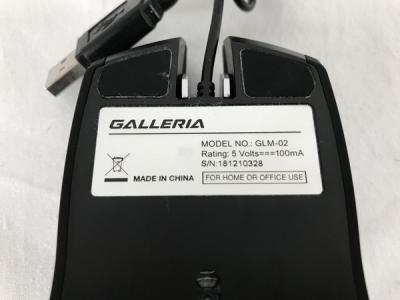 GALLERIA
MODEL NO.: GLM-02
Rating: 5 Volts===100mA
S/N:181210328
MADE IN CHINA
FOR HOME OR OFFICE USE